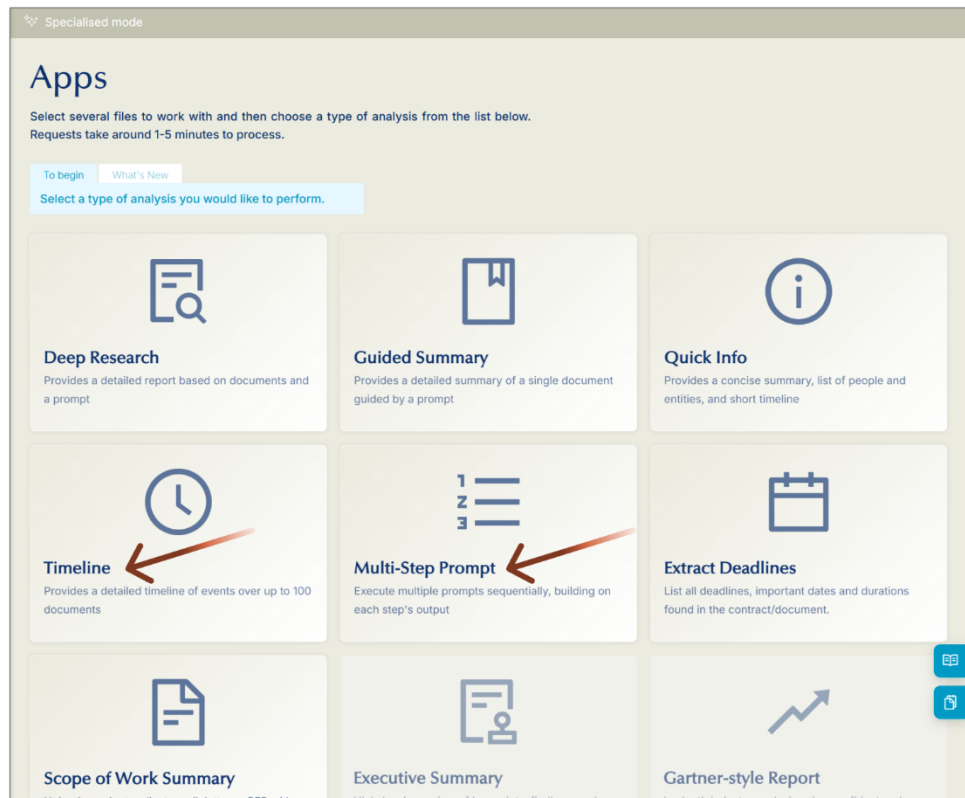 Specialised mode
Apps
Select several files to work with and then choose a type of analysis from the list below.
Requests take around 1-5 minutes to process.
To begin
What's New
Select a type of analysis you would like to perform.
Deep Research
Provides a detailed report based on documents and
a prompt
Guided Summary
Provides a detailed summary of a single document
guided by a prompt
Quick Info
Provides a concise summary, list of people and
entities, and short timeline
Timeline
Provides a detailed timeline of events over up to 100
documents
1
2
3
Multi-Step Prompt
Execute multiple prompts sequentially, building on
each step's output
Extract Deadlines
List all deadlines, important dates and durations
found in the contract/document.
Scope of Work Summary
Executive Summary
Gartner-style Report